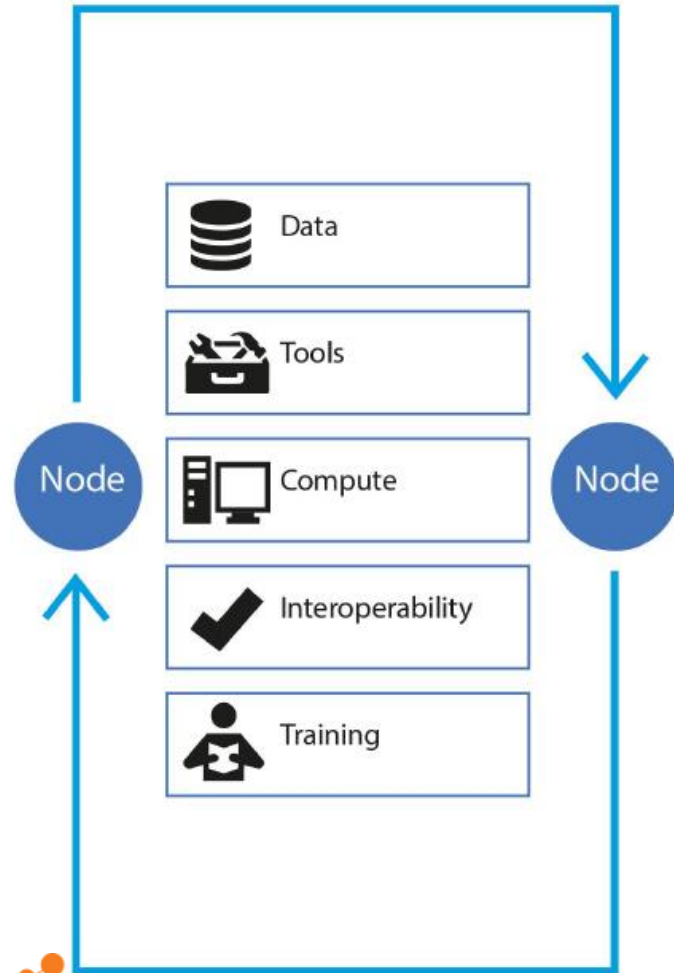 Data
Tools
Node
Compute
Node
Interoperability
Training